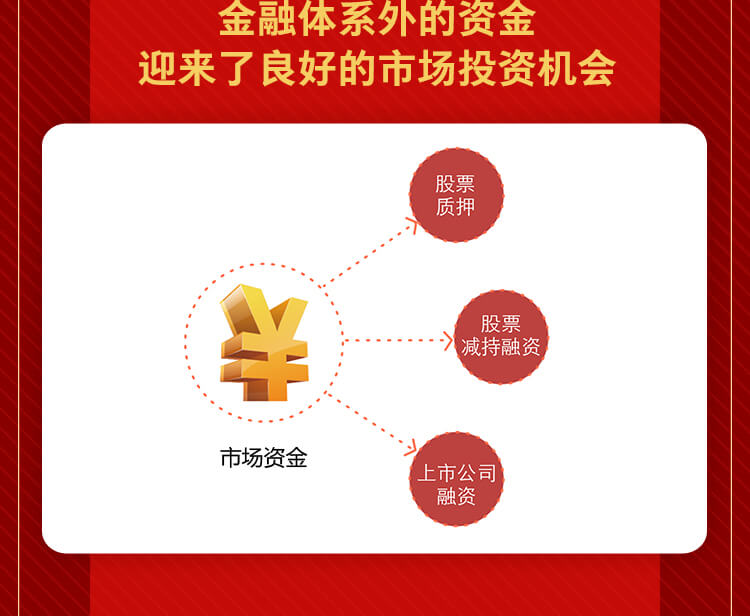 金融体系外的资金
迎来了良好的市场投资机会
股票
质押
股票
减持融资
市场资金
上市公司
融资